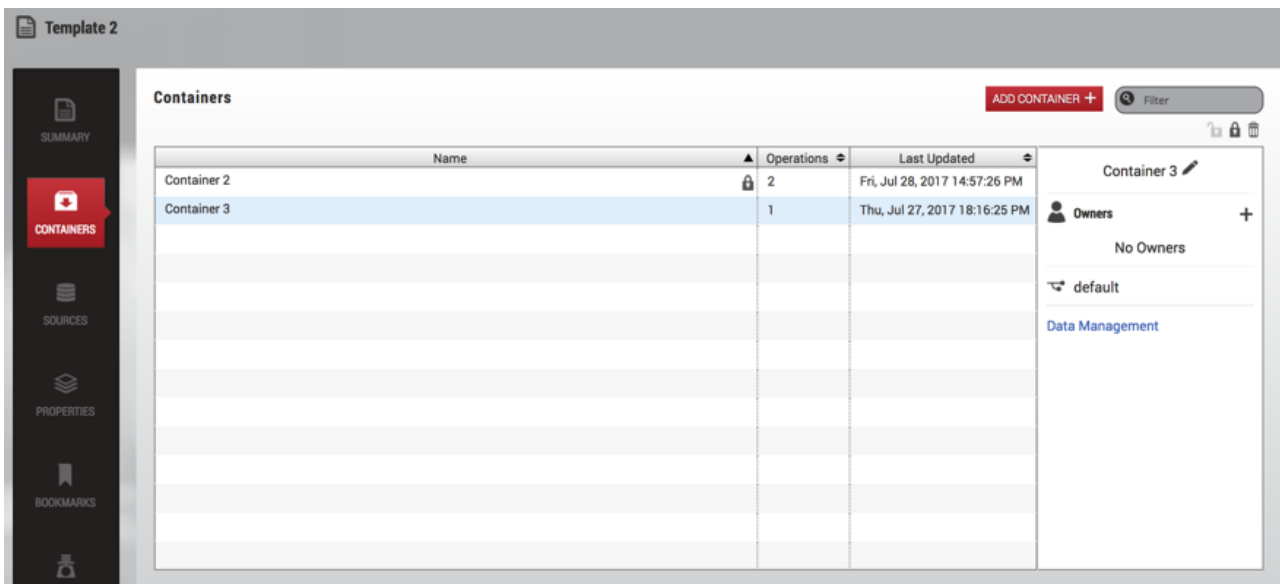 Template 2
SUMMARY
CONTAINERS
SOURCES
PROPERTIES
BOOKMARKS
Containers
ADD CONTAINER +
Filter
Name Operations Last Updated
Container 2 2 Fri, Jul 28, 2017 14:57:26 PM
Container 3 1 Thu, Jul 27, 2017 18:16:25 PM
Container 3
Owners +
No Owners
default
Data Management